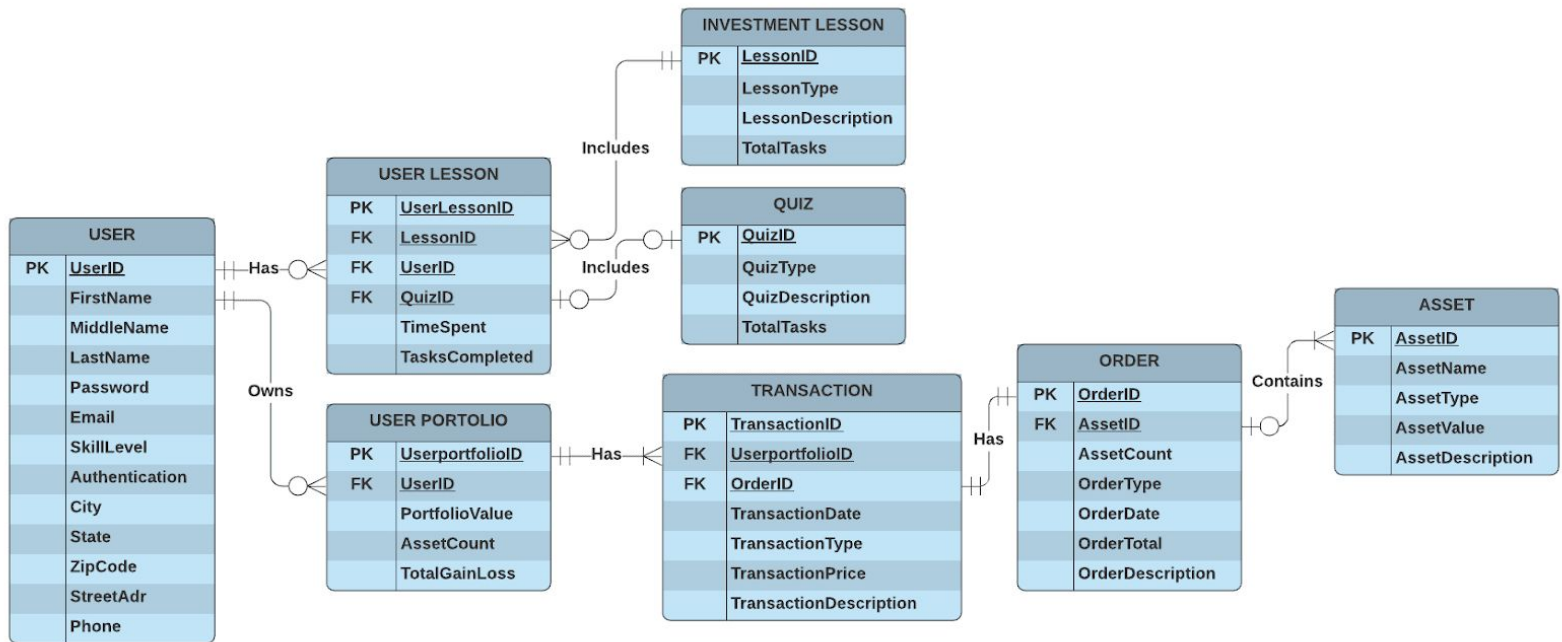 INVESTMENT LESSON
PK LessonID
LessonType
LessonDescription
TotalTasks
Includes
USER LESSON
PK UserLessonID
FK LessonID
FK UserID
FK QuizID
TimeSpent
TasksCompleted
QUIZ
PK QuizID
QuizType
QuizDescription
TotalTasks
Includes
USER
PK UserID
FirstName
MiddleName
LastName
Password
Email
SkillLevel
Authentication
City
State
ZipCode
StreetAdr
Phone
Has
Owns
USER PORTOLIO
PK UserportfolioID
FK UserID
PortfolioValue
AssetCount
TotalGainLoss
Has
TRANSACTION
PK TransactionID
FK UserportfolioID
FK OrderID
TransactionDate
TransactionType
TransactionPrice
TransactionDescription
Has
ORDER
PK OrderID
FK AssetID
AssetCount
OrderType
OrderDate
OrderTotal
OrderDescription
Contains
ASSET
PK AssetID
AssetName
AssetType
AssetValue
AssetDescription